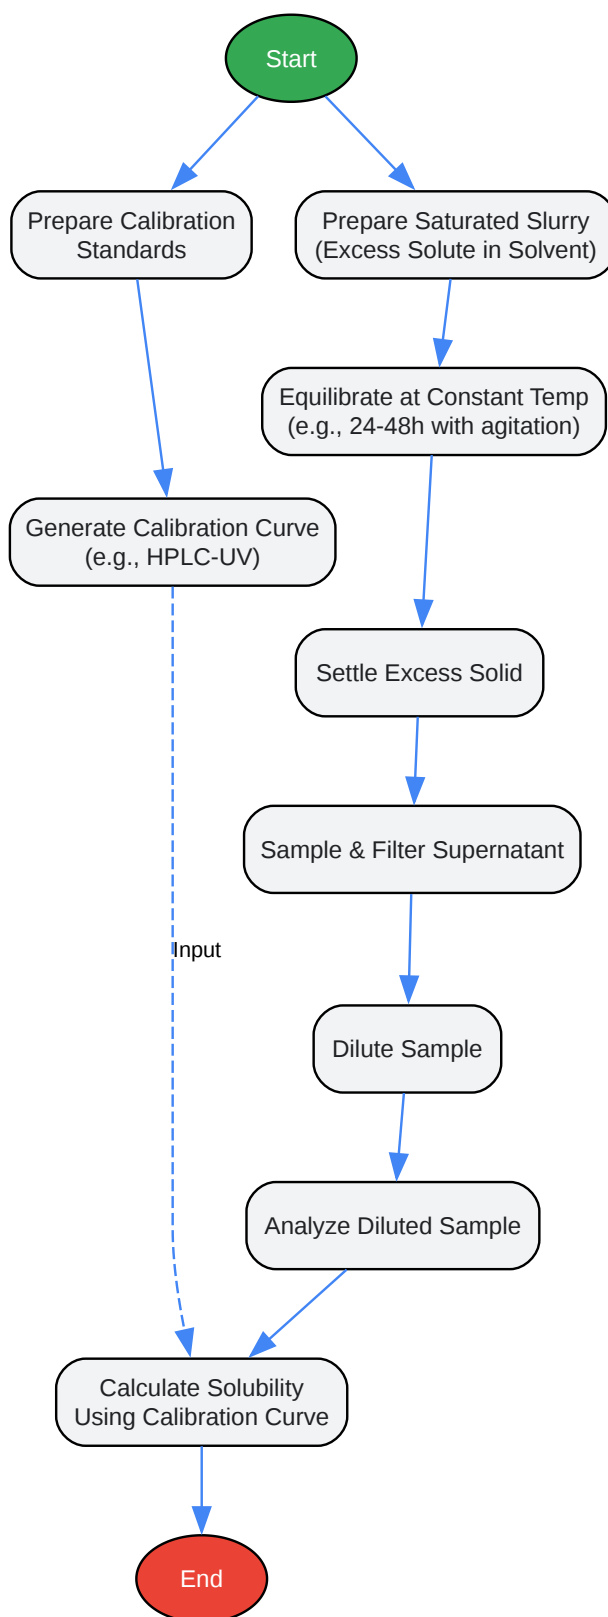 Start
Prepare Calibration
Standards
Prepare Saturated Slurry
(Excess Solute in Solvent)
Equilibrate at Constant Temp
(e.g., 24-48h with agitation)
Generate Calibration Curve
(e.g., HPLC-UV)
Settle Excess Solid
Sample & Filter Supernatant
Input
Dilute Sample
Analyze Diluted Sample
Calculate Solubility
Using Calibration Curve
End